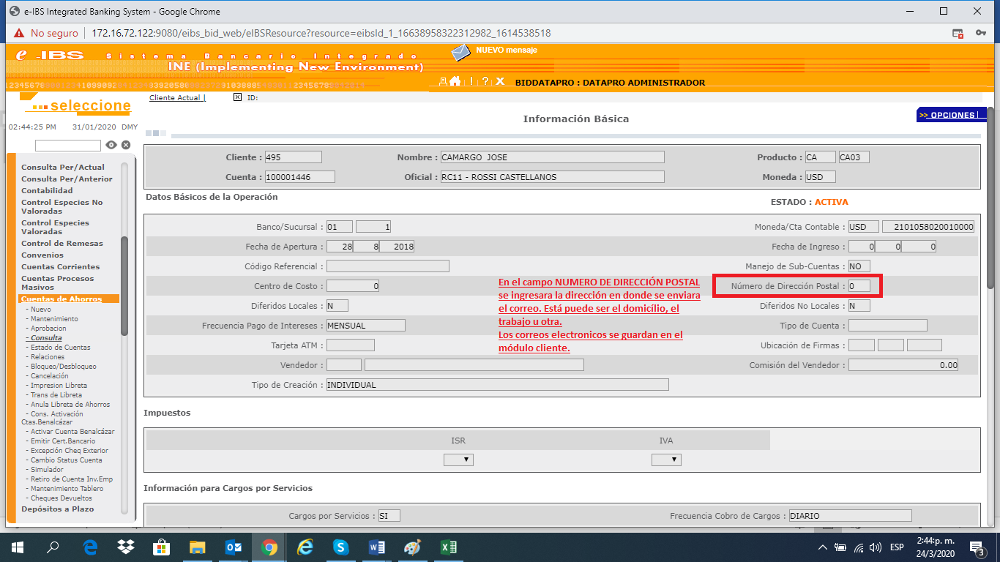 e-IBS Integrated Banking System - Google Chrome
No seguro | 172.16.72.122:9080/eibs_bid_web/eIBSResource?resource=eibsId_1_16638958322312982_1614538518
e -IBS Sistema Bancario Integrado
NUEVO mensaje
INE (Implementing New Environment)
! ? X BIDDATAPRO : DATAPRO ADMINISTRADOR
...seleccione
Cliente Actual | ID:
02:44:25 PM 31/01/2020 DMY
Información Básica
>> OPCIONES |
Consulta Per/Actual
Consulta Per/Anterior
Contabilidad
Control Especies No
Valoradas
Control Especies
Valoradas
Control de Remesas
Convenios
Cuentas Corrientes
Cuentas Procesos
Masivos
Cuentas de Ahorros
- Nuevo
- Mantenimiento
- Aprobacion
- Consulta
- Estado de Cuentas
- Relaciones
- Bloqueo/Desbloqueo
- Cancelación
- Impresion Libreta
- Trans de Libreta
- Anula Libreta de Ahorros
- Cons. Activación
Ctas.Benalcázar
- Activar Cuenta Benalcázar
- Emitir Cert.Bancario
- Excepción Cheq Exterior
- Cambio Status Cuenta
- Simulador
- Retiro de Cuenta Inv.Emp
- Mantenimiento Tablero
- Cheques Devueltos
Depósitos a Plazo
Cliente : 495 Nombre : CAMARGO JOSE Producto : CA CA03
Cuenta : 100001446 Oficial : RC11 - ROSSI CASTELLANOS Moneda : USD
Datos Básicos de la Operación
ESTADO : ACTIVA
Banco/Sucursal : 01 1 Moneda/Cta Contable : USD 2101058020010000
Fecha de Apertura : 28 8 2018 Fecha de Ingreso : 0 0 0
Código Referencial : Manejo de Sub-Cuentas : NO
Centro de Costo : 0 Número de Dirección Postal : 0
Diferidos Locales : N Diferidos No Locales : N
Frecuencia Pago de Intereses : MENSUAL Tipo de Cuenta :
Tarjeta ATM : Ubicación de Firmas :
Vendedor : Comisión del Vendedor : 0.00
Tipo de Creación : INDIVIDUAL
En el campo NUMERO DE DIRECCIÓN POSTAL
se ingresara la dirección en donde se enviara
el correo. Está puede ser el domicílio, el
trabajo u otra.
Los correos electronicos se guardan en el
módulo cliente.
Impuestos
ISR IVA
Información para Cargos por Servicios
Cargos por Servicios : SI Frecuencia Cobro de Cargos : DIARIO
ESP
2:44:p. m.
24/3/2020
3